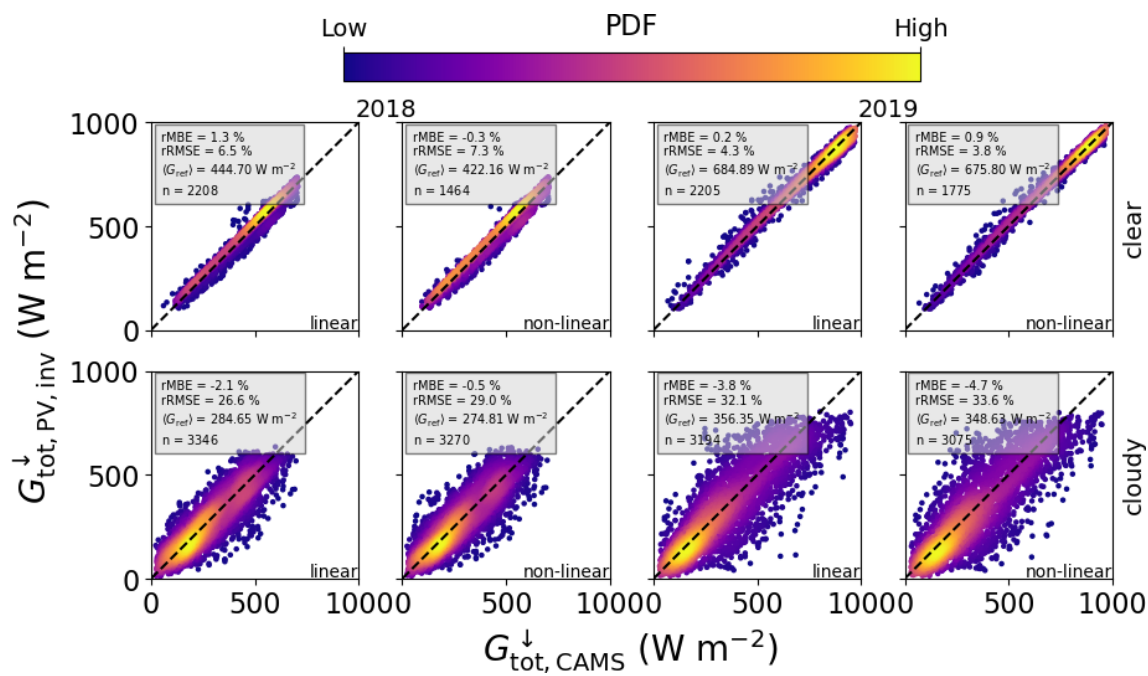 PDF
Low High
2018 2019
rMBE = 1.3 %
rRMSE = 6.5 %
⟨G_ref⟩ = 444.70 W m⁻²
n = 2208
linear
rMBE = -0.3 %
rRMSE = 7.3 %
⟨G_ref⟩ = 422.16 W m⁻²
n = 1464
non-linear
rMBE = 0.2 %
rRMSE = 4.3 %
⟨G_ref⟩ = 684.89 W m⁻²
n = 2205
linear
rMBE = 0.9 %
rRMSE = 3.8 %
⟨G_ref⟩ = 675.80 W m⁻²
n = 1775
non-linear
clear
1000
500
0
rMBE = -2.1 %
rRMSE = 26.6 %
⟨G_ref⟩ = 284.65 W m⁻²
n = 3346
linear
rMBE = -0.5 %
rRMSE = 29.0 %
⟨G_ref⟩ = 274.81 W m⁻²
n = 3270
non-linear
rMBE = -3.8 %
rRMSE = 32.1 %
⟨G_ref⟩ = 356.35 W m⁻²
n = 3194
linear
rMBE = -4.7 %
rRMSE = 33.6 %
⟨G_ref⟩ = 348.63 W m⁻²
n = 3075
non-linear
cloudy
1000
500
0
0 500 1000 0 500 1000 0 500 1000 0 500 1000
G↓tot, PV, inv (W m⁻²)
G↓tot, CAMS (W m⁻²)